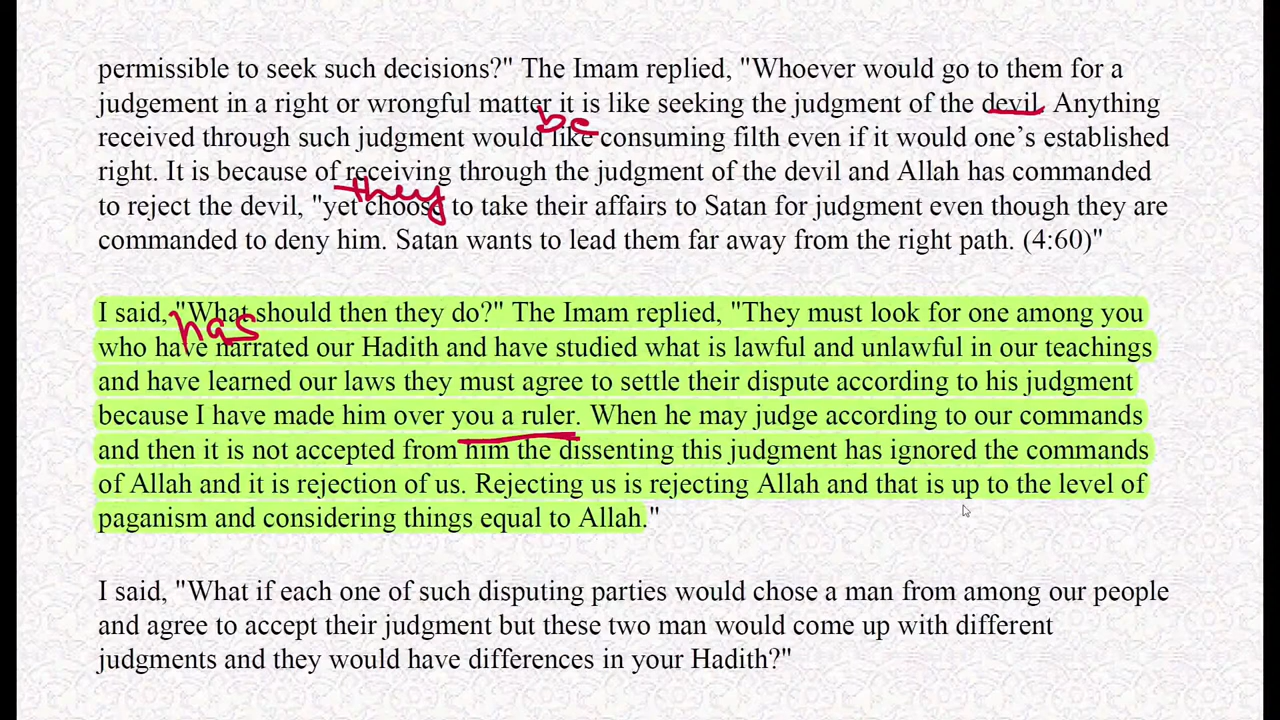 permissible to seek such decisions?" The Imam replied, "Whoever would go to them for a
judgement in a right or wrongful matter it is like seeking the judgment of the devil. Anything
be
received through such judgment would like consuming filth even if it would one’s established
right. It is because of receiving through the judgment of the devil and Allah has commanded
they
to reject the devil, "yet choose to take their affairs to Satan for judgment even though they are
commanded to deny him. Satan wants to lead them far away from the right path. (4:60)"
I said, "What should then they do?" The Imam replied, "They must look for one among you
has
who have narrated our Hadith and have studied what is lawful and unlawful in our teachings
and have learned our laws they must agree to settle their dispute according to his judgment
because I have made him over you a ruler. When he may judge according to our commands
and then it is not accepted from him the dissenting this judgment has ignored the commands
of Allah and it is rejection of us. Rejecting us is rejecting Allah and that is up to the level of
paganism and considering things equal to Allah."
I said, "What if each one of such disputing parties would chose a man from among our people
and agree to accept their judgment but these two man would come up with different
judgments and they would have differences in your Hadith?"